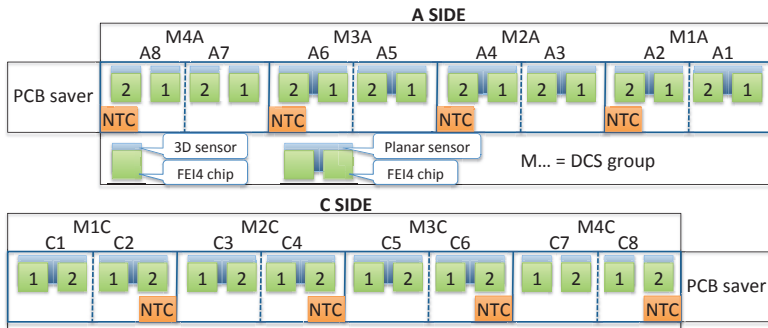 A SIDE
M4A M3A M2A M1A
A8 A7 A6 A5 A4 A3 A2 A1
PCB saver
2 1 2 1 2 1 2 1 2 1 2 1 2 1 2 1
NTC NTC NTC NTC
3D sensor Planar sensor
M... = DCS group
FEI4 chip FEI4 chip
C SIDE
M1C M2C M3C M4C
C1 C2 C3 C4 C5 C6 C7 C8
1 2 1 2 1 2 1 2 1 2 1 2 1 2 1 2
PCB saver
NTC NTC NTC NTC